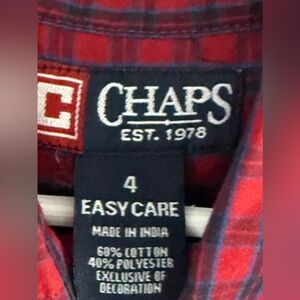 C
CHAPS
EST. 1978
4
EASY CARE
MADE IN INDIA
60% COTTON
40% POLYESTER
EXCLUSIVE OF
DECORATION